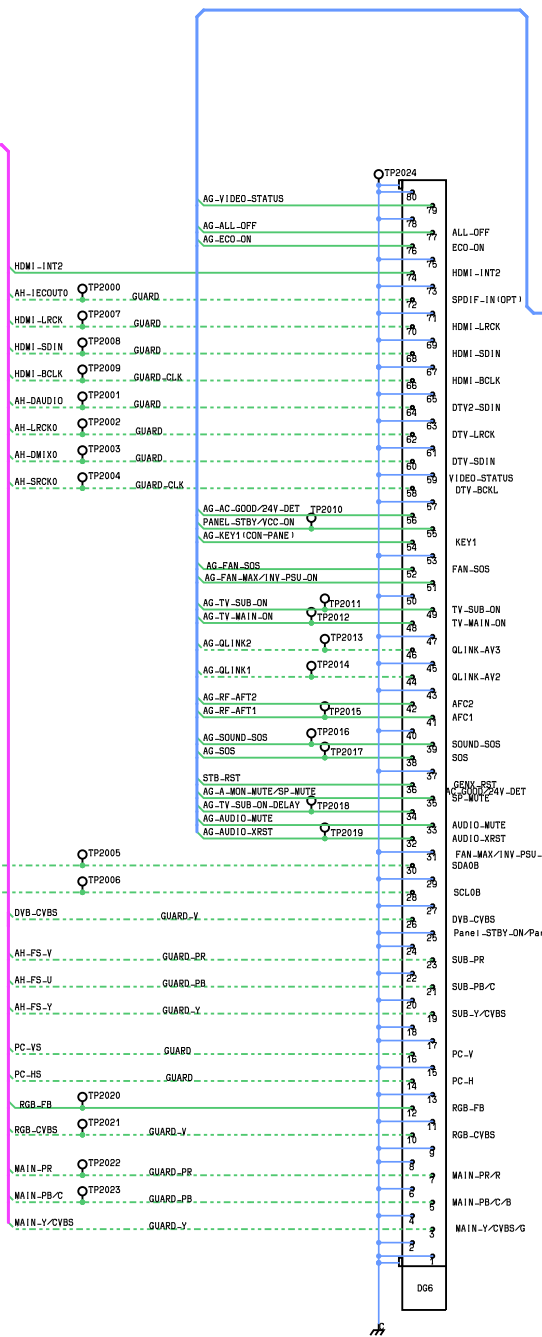 TP2024
80
AG-VIDEO-STATUS
79
78
AG-ALL-OFF
77 ALL-OFF
AG-ECO-ON
76 ECO-ON
75
HDMI-INT2
74 HDMI-INT2
73
AH-IECOUT0 TP2000 GUARD
72 SPDIF-IN(OPT)
71
HDMI-LRCK TP2007 GUARD
70 HDMI-LRCK
69
HDMI-SDIN TP2008 GUARD
68 HDMI-SDIN
67
HDMI-BCLK TP2009 GUARD-CLK
66 HDMI-BCLK
65
AH-DAUDIO TP2001 GUARD
64 DTV2-SDIN
63
AH-LRCK0 TP2002 GUARD
62 DTV-LRCK
61
AH-DMIX0 TP2003 GUARD
60 DTV-SDIN
59 VIDEO-STATUS
AH-SRCK0 TP2004 GUARD-CLK
58 DTV-BCKL
57
AG-AC-GOOD/24V-DET TP2010
56
PANEL-STBY/VCC-ON
55
AG-KEY1(CON-PANE)
54 KEY1
53
AG-FAN-SOS
52 FAN-SOS
AG-FAN-MAX/INV-PSU-ON
51
50
AG-TV-SUB-ON TP2011
49 TV-SUB-ON
AG-TV-MAIN-ON TP2012
48 TV-MAIN-ON
47
AG-QLINK2 TP2013
46 QLINK-AV3
45
AG-QLINK1 TP2014
44 QLINK-AV2
43
AG-RF-AFT2
42 AFC2
AG-RF-AFT1 TP2015
41 AFC1
40
AG-SOUND-SOS TP2016
39 SOUND-SOS
AG-SOS TP2017
38 SOS
37
STB-RST
36 GENX-RST
AC-GOOD/24V-DET
AG-A-MON-MUTE/SP-MUTE
35 SP-MUTE
AG-TV-SUB-ON-DELAY TP2018
34
AG-AUDIO-MUTE
33 AUDIO-MUTE
AG-AUDIO-XRST TP2019
32 AUDIO-XRST
31 FAN-MAX/INV-PSU-
TP2005
30 SDA0B
29
TP2006
28 SCL0B
27
DVB-CVBS GUARD-V
26 DVB-CVBS
25 Panel-STBY-ON/Pa
24
AH-FS-V GUARD-PR
23 SUB-PR
22
AH-FS-U GUARD-PB
21 SUB-PB/C
20
AH-FS-Y GUARD-Y
19 SUB-Y/CVBS
18
17
PC-VS GUARD
16 PC-V
15
PC-HS GUARD
14 PC-H
13
RGB-FB TP2020
12 RGB-FB
11
RGB-CVBS TP2021 GUARD-V
10 RGB-CVBS
9
8
MAIN-PR TP2022 GUARD-PR
7 MAIN-PR/R
6
MAIN-PB/C TP2023 GUARD-PB
5 MAIN-PB/C/B
4
MAIN-Y/CVBS GUARD-Y
3 MAIN-Y/CVBS/G
2
1
DG6